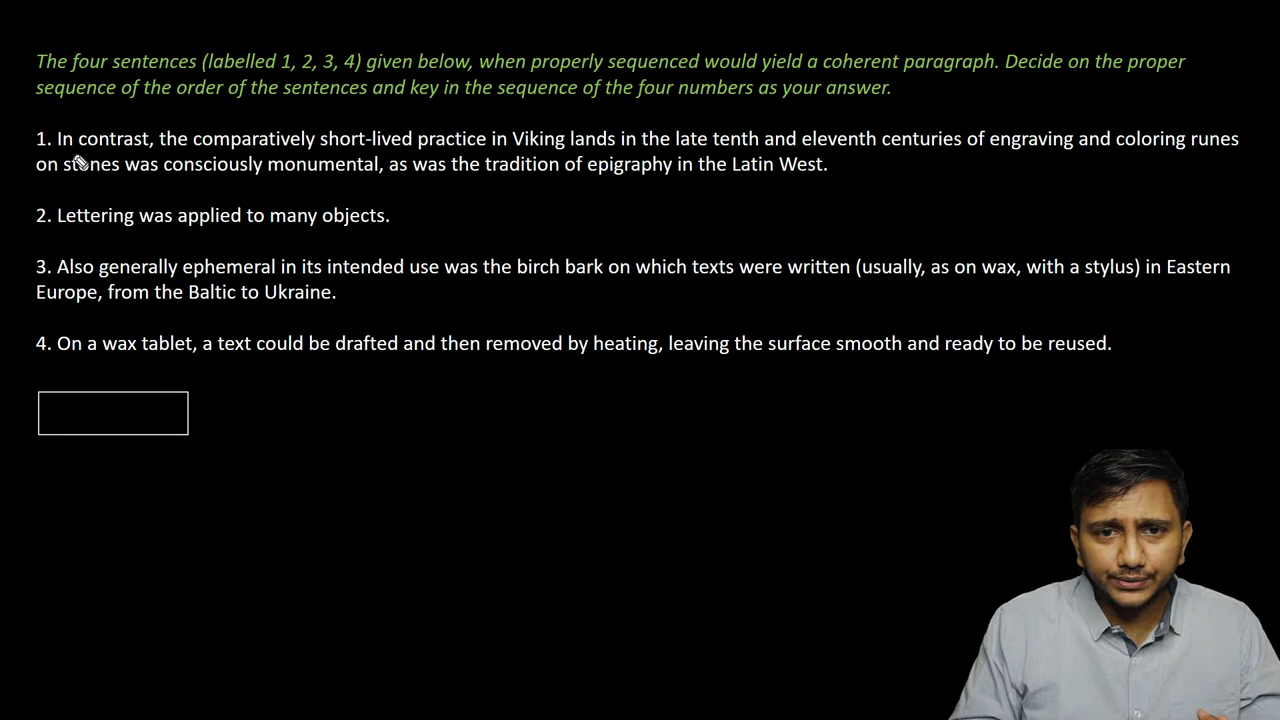 The four sentences (labelled 1, 2, 3, 4) given below, when properly sequenced would yield a coherent paragraph. Decide on the proper
sequence of the order of the sentences and key in the sequence of the four numbers as your answer.
1. In contrast, the comparatively short-lived practice in Viking lands in the late tenth and eleventh centuries of engraving and coloring runes
on stones was consciously monumental, as was the tradition of epigraphy in the Latin West.
2. Lettering was applied to many objects.
3. Also generally ephemeral in its intended use was the birch bark on which texts were written (usually, as on wax, with a stylus) in Eastern
Europe, from the Baltic to Ukraine.
4. On a wax tablet, a text could be drafted and then removed by heating, leaving the surface smooth and ready to be reused.